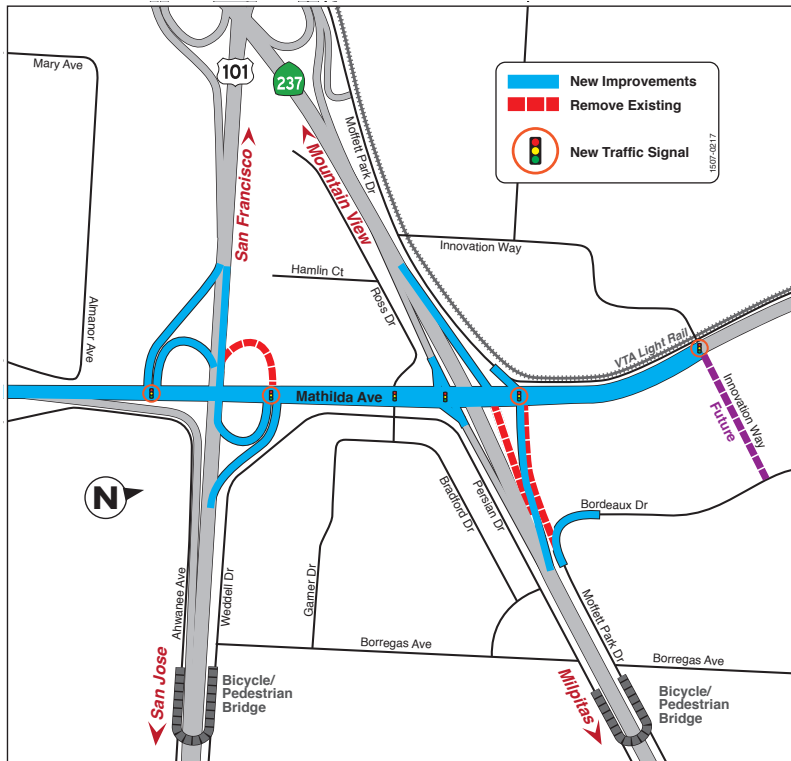 Mary Ave
101
237
New Improvements
Remove Existing
New Traffic Signal
1507-0217
Moffett Park Dr
San Francisco
Mountain View
Innovation Way
Hamlin Ct
Ross Dr
Almanor Ave
VTA Light Rail
Mathilda Ave
Innovation Way
Future
N
Bradford Dr
Persian Dr
Bordeaux Dr
Ahwanee Ave
Weddell Dr
Garner Dr
Moffett Park Dr
Borregas Ave
Borregas Ave
San Jose
Bicycle/
Pedestrian
Bridge
Milpitas
Bicycle/
Pedestrian
Bridge